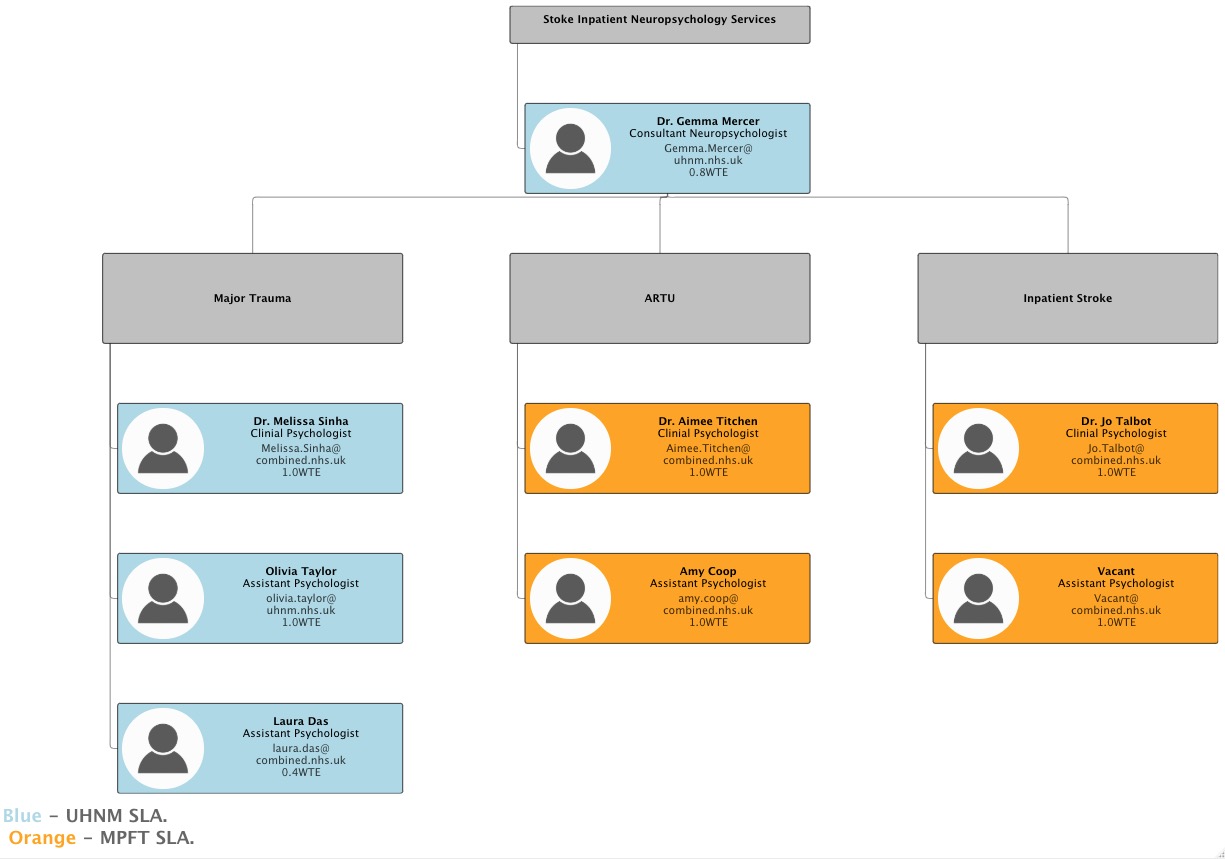 Stoke Inpatient Neuropsychology Services
Dr. Gemma Mercer
Consultant Neuropsychologist
Gemma.Mercer@
uhnm.nhs.uk
0.8WTE
Major Trauma
ARTU
Inpatient Stroke
Dr. Melissa Sinha
Clinial Psychologist
Melissa.Sinha@
combined.nhs.uk
1.0WTE
Dr. Aimee Titchen
Clinial Psychologist
Aimee.Titchen@
combined.nhs.uk
1.0WTE
Dr. Jo Talbot
Clinial Psychologist
Jo.Talbot@
combined.nhs.uk
1.0WTE
Olivia Taylor
Assistant Psychologist
olivia.taylor@
uhnm.nhs.uk
1.0WTE
Amy Coop
Assistant Psychologist
amy.coop@
combined.nhs.uk
1.0WTE
Vacant
Assistant Psychologist
Vacant@
combined.nhs.uk
1.0WTE
Laura Das
Assistant Psychologist
laura.das@
combined.nhs.uk
0.4WTE
Blue – UHNM SLA.
Orange – MPFT SLA.